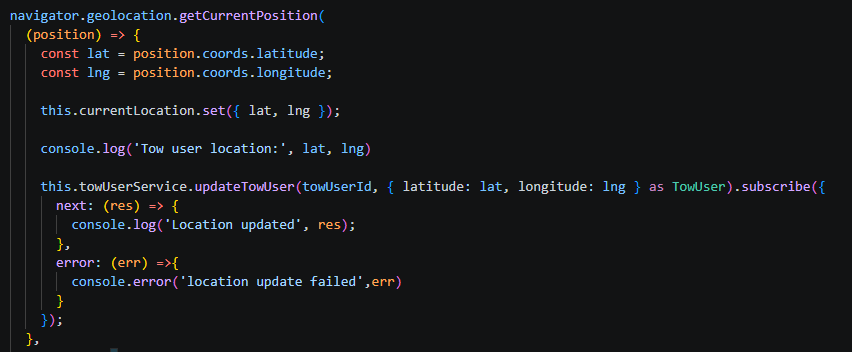 navigator.geolocation.getCurrentPosition(
(position) => {
const lat = position.coords.latitude;
const lng = position.coords.longitude;
this.currentLocation.set({ lat, lng });
console.log('Tow user location:', lat, lng)
this.towUserService.updateTowUser(towUserId, { latitude: lat, longitude: lng } as TowUser).subscribe({
next: (res) => {
console.log('Location updated', res);
},
error: (err) =>{
console.error('location update failed',err)
}
});
},